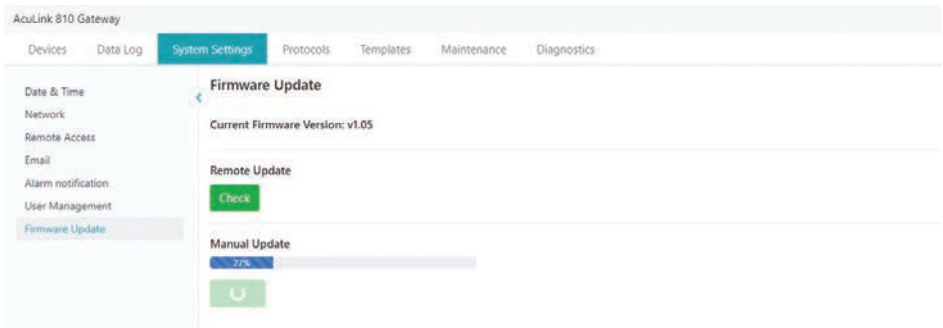 AcuLink 810 Gateway
Devices Data Log System Settings Protocols Templates Maintenance Diagnostics
Date & Time
Network
Remote Access
Email
Alarm notification
User Management
Firmware Update
Firmware Update
Current Firmware Version: v1.05
Remote Update
Check
Manual Update
27%